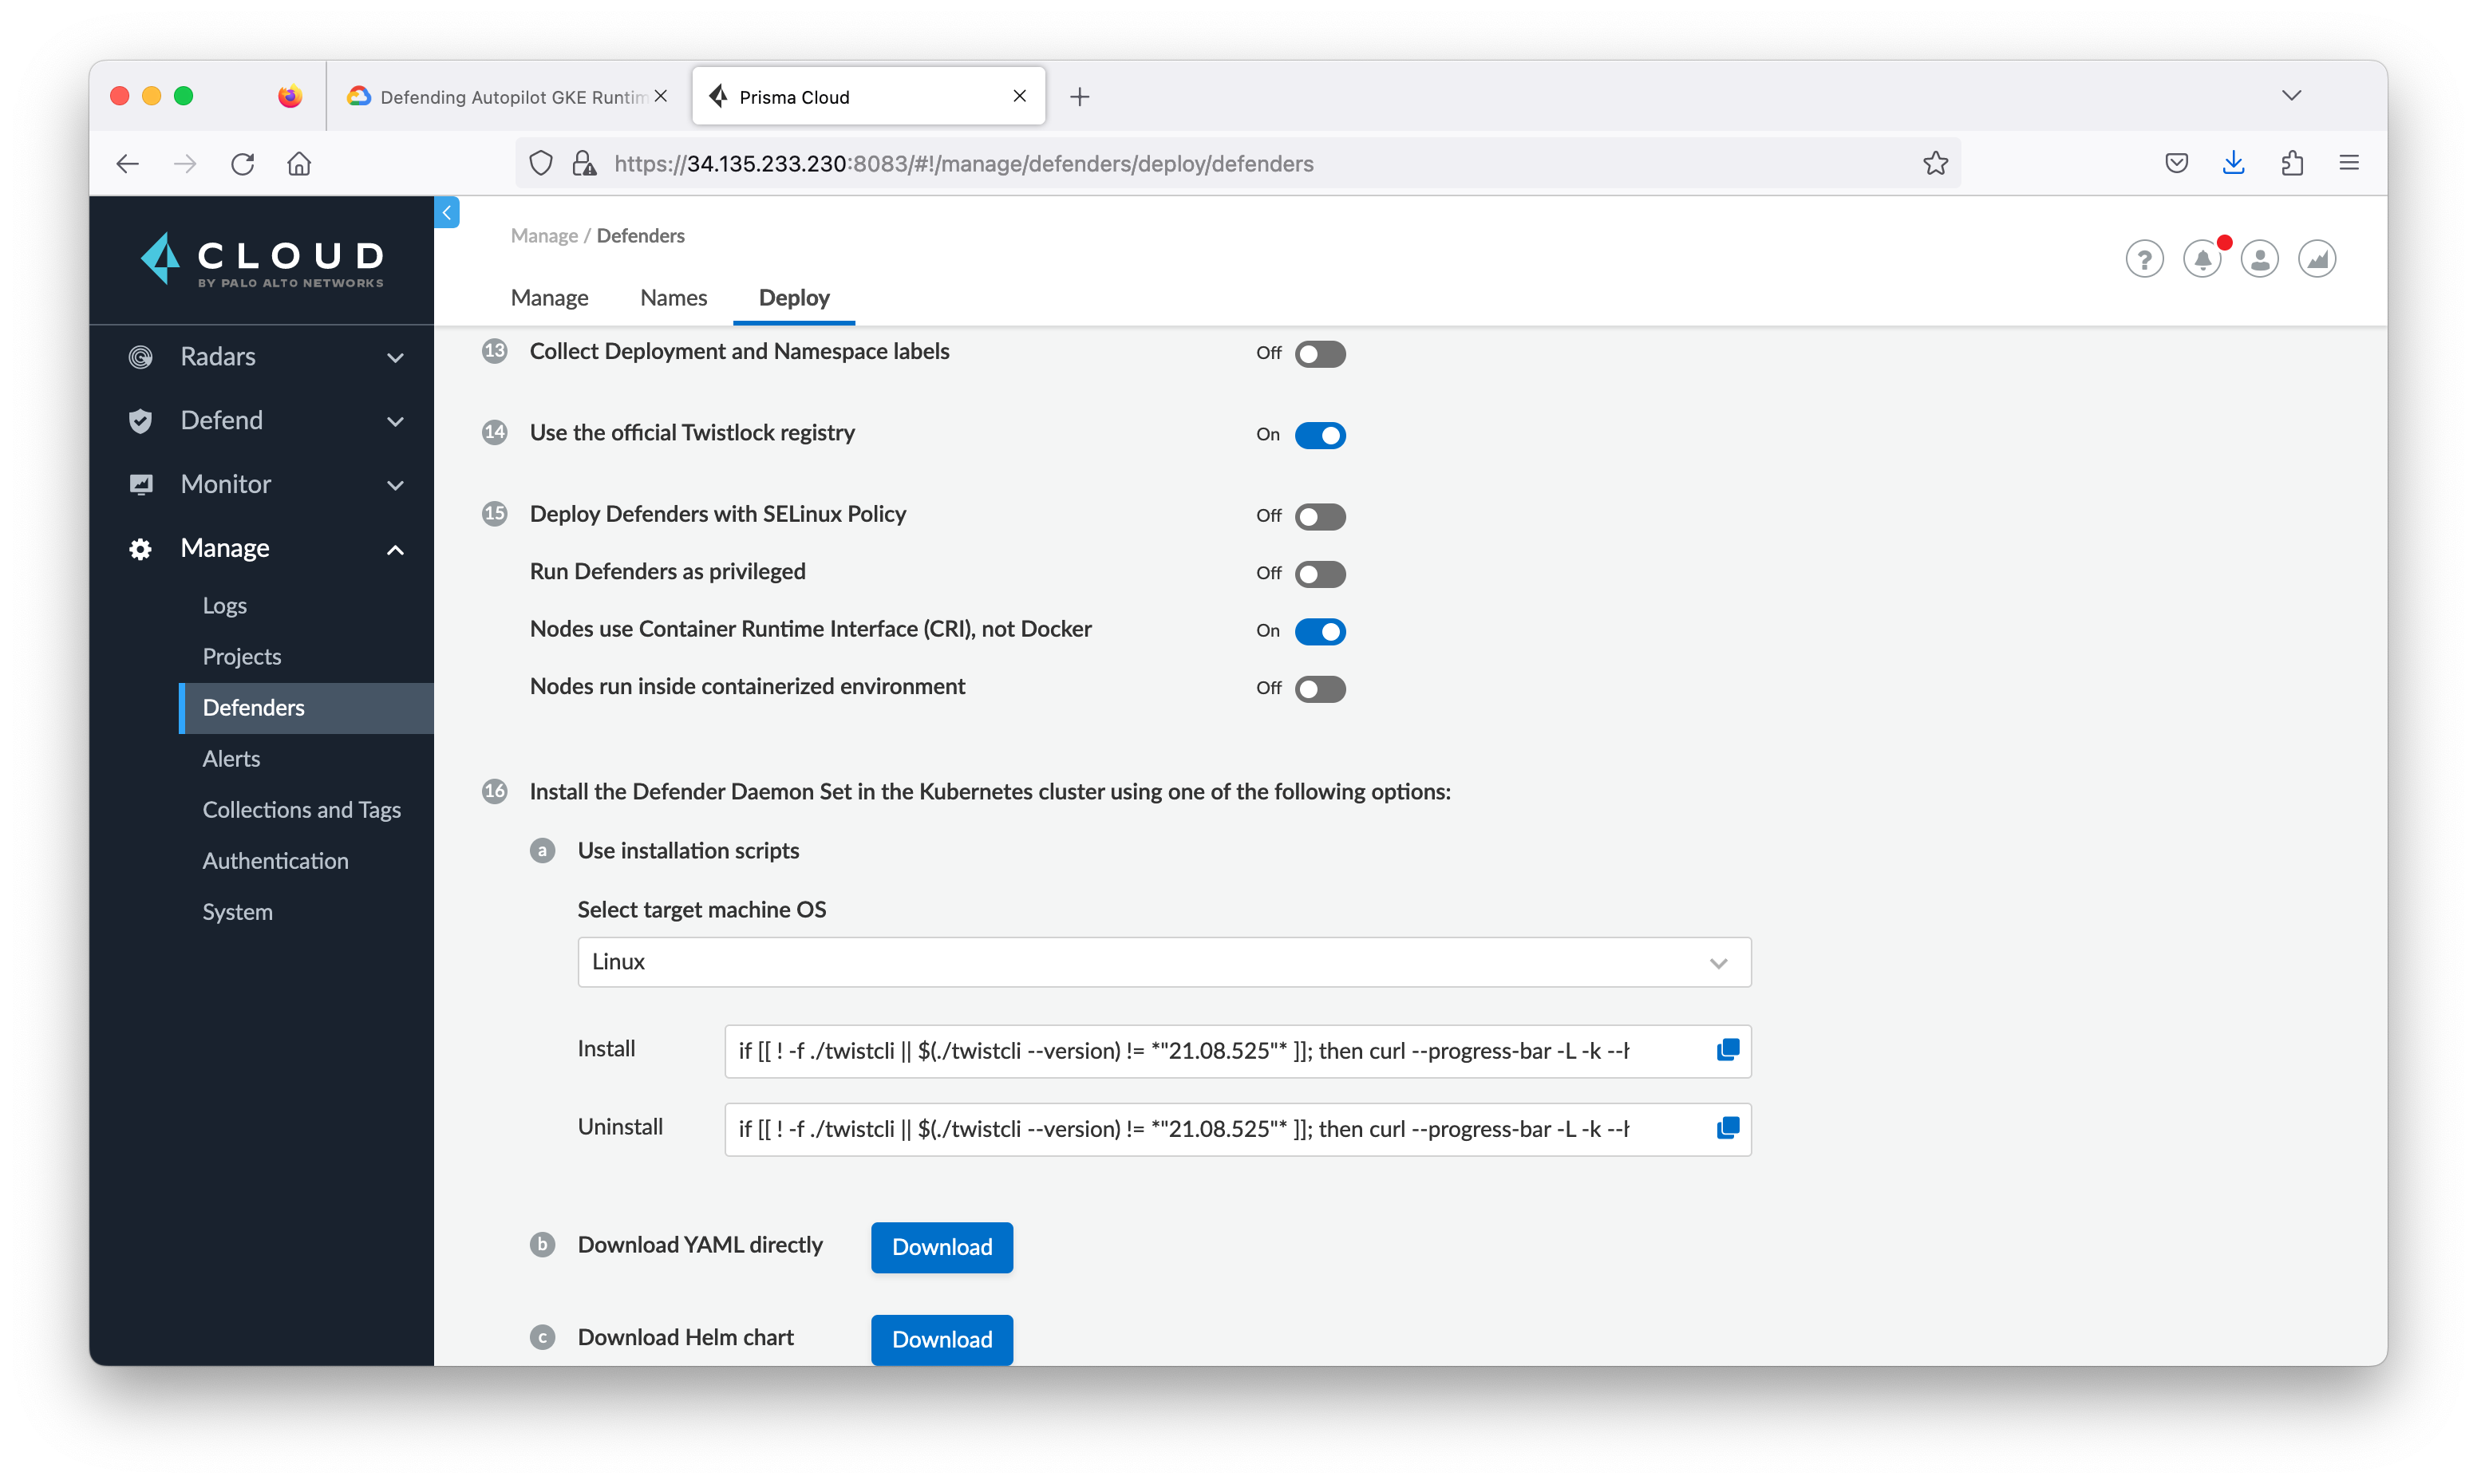 Defending Autopilot GKE Runtim
Prisma Cloud
https://34.135.233.230:8083/#!/manage/defenders/deploy/defenders
CLOUD
BY PALO ALTO NETWORKS
Radars
Defend
Monitor
Manage
Logs
Projects
Defenders
Alerts
Collections and Tags
Authentication
System
Manage / Defenders
Manage Names Deploy
?
13 Collect Deployment and Namespace labels Off
14 Use the official Twistlock registry On
15 Deploy Defenders with SELinux Policy Off
Run Defenders as privileged Off
Nodes use Container Runtime Interface (CRI), not Docker On
Nodes run inside containerized environment Off
16 Install the Defender Daemon Set in the Kubernetes cluster using one of the following options:
a Use installation scripts
Select target machine OS
Linux
Install if [[ ! -f ./twistcli || $(./twistcli --version) != *"21.08.525"* ]]; then curl --progress-bar -L -k --h
Uninstall if [[ ! -f ./twistcli || $(./twistcli --version) != *"21.08.525"* ]]; then curl --progress-bar -L -k --h
b Download YAML directly Download
c Download Helm chart Download